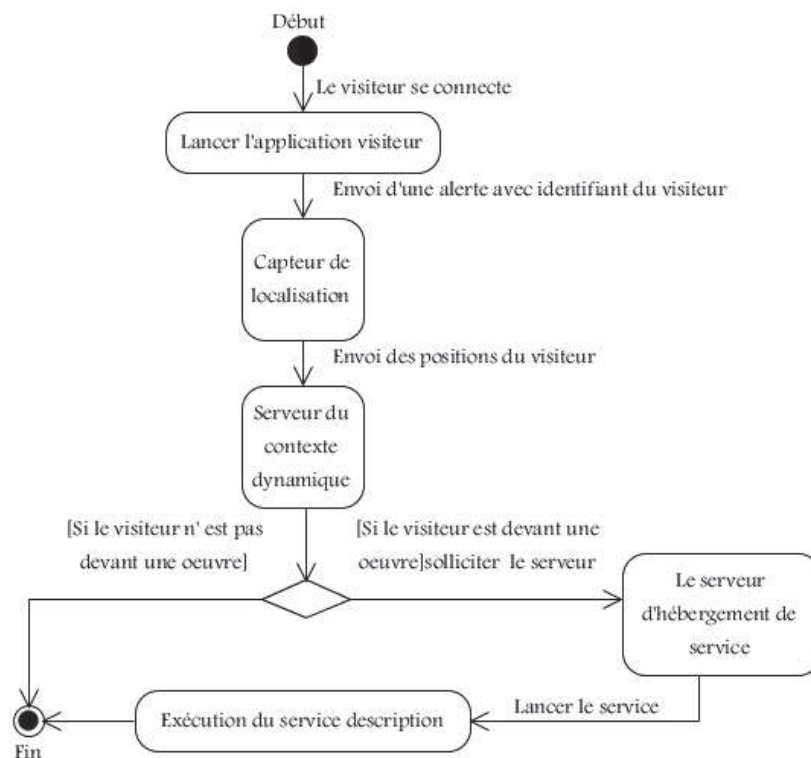 Début
Le visiteur se connecte
Lancer l'application visiteur
Envoi d'une alerte avec identifiant du visiteur
Capteur de
localisation
Envoi des positions du visiteur
Serveur du
contexte
dynamique
[Si le visiteur n' est pas
devant une oeuvre]
[Si le visiteur est devant une
oeuvre]solliciter le serveur
Le serveur
d'hébergement de
service
Lancer le service
Exécution du service description
Fin